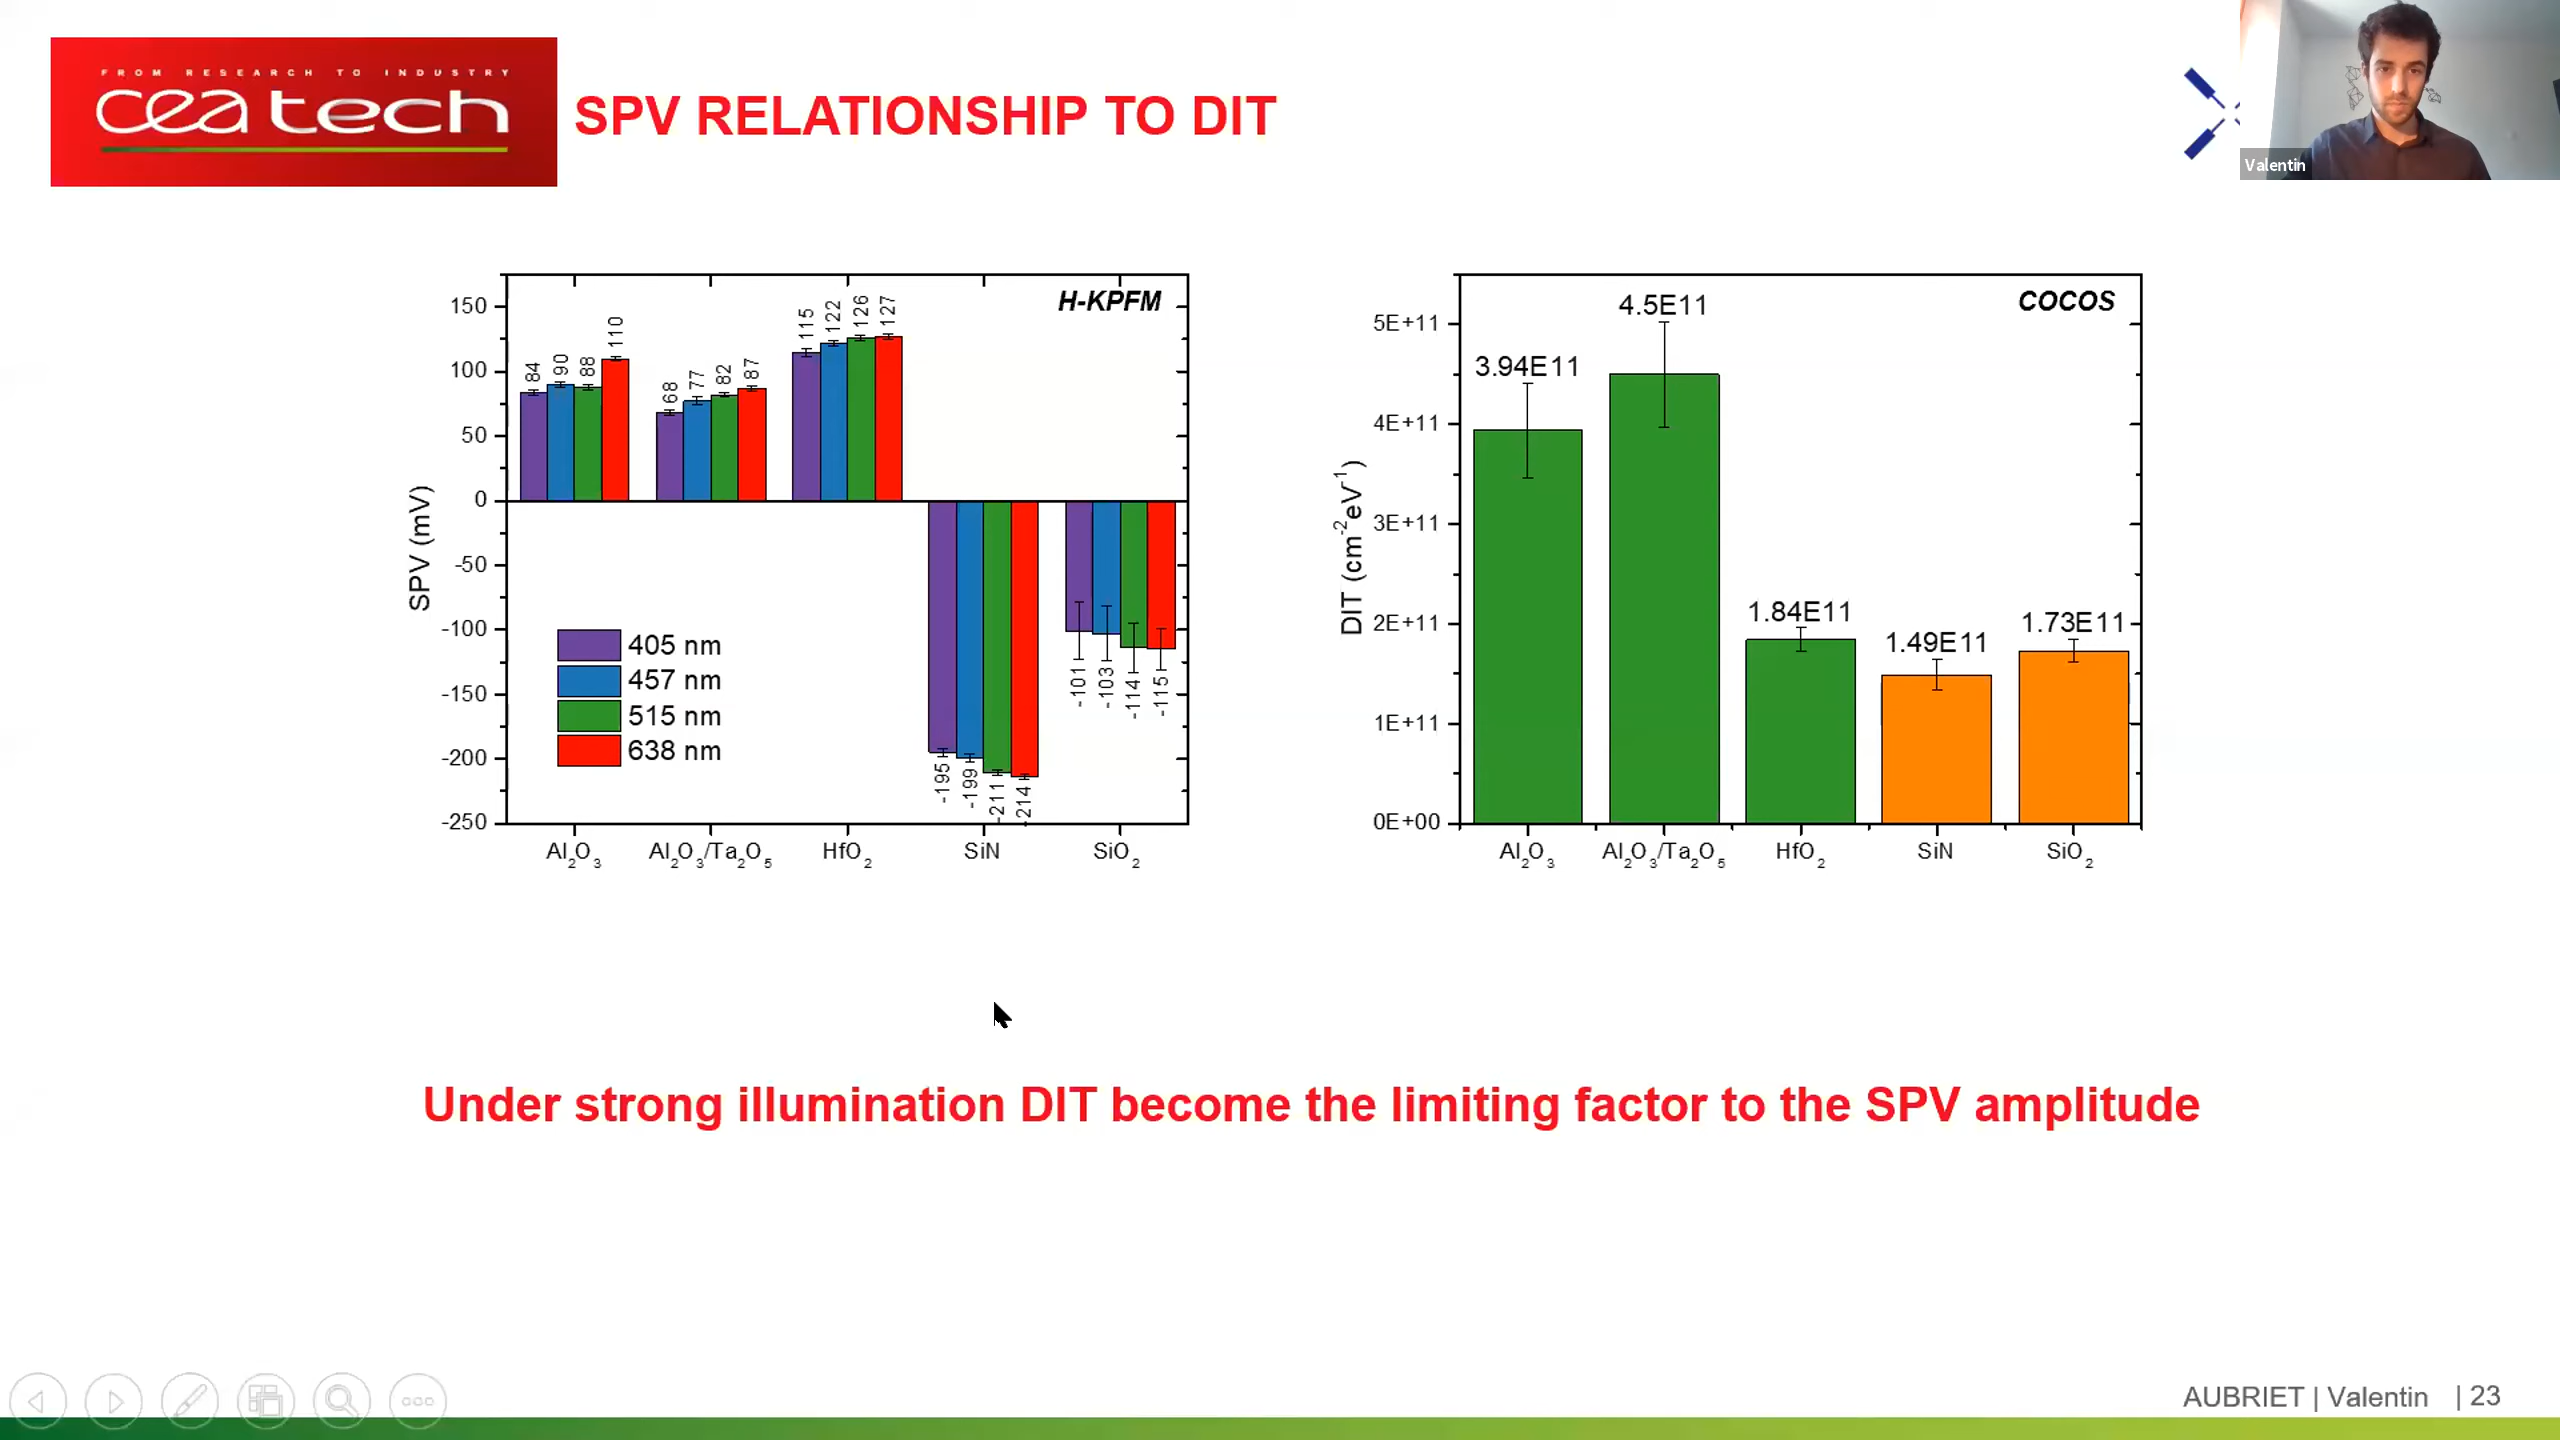 FROM RESEARCH TO INDUSTRY
cea tech
SPV RELATIONSHIP TO DIT
Valentin
H-KPFM
SPV (mV)
150
100
50
0
-50
-100
-150
-200
-250
84
90
88
110
68
77
82
87
115
122
126
127
-195
-199
-211
-214
-101
-103
-114
-115
405 nm
457 nm
515 nm
638 nm
Al₂O₃ Al₂O₃/Ta₂O₅ HfO₂ SiN SiO₂
COCOS
DIT (cm⁻²eV⁻¹)
5E+11
4E+11
3E+11
2E+11
1E+11
0E+00
3.94E11
4.5E11
1.84E11
1.49E11
1.73E11
Al₂O₃ Al₂O₃/Ta₂O₅ HfO₂ SiN SiO₂
Under strong illumination DIT become the limiting factor to the SPV amplitude
AUBRIET | Valentin | 23